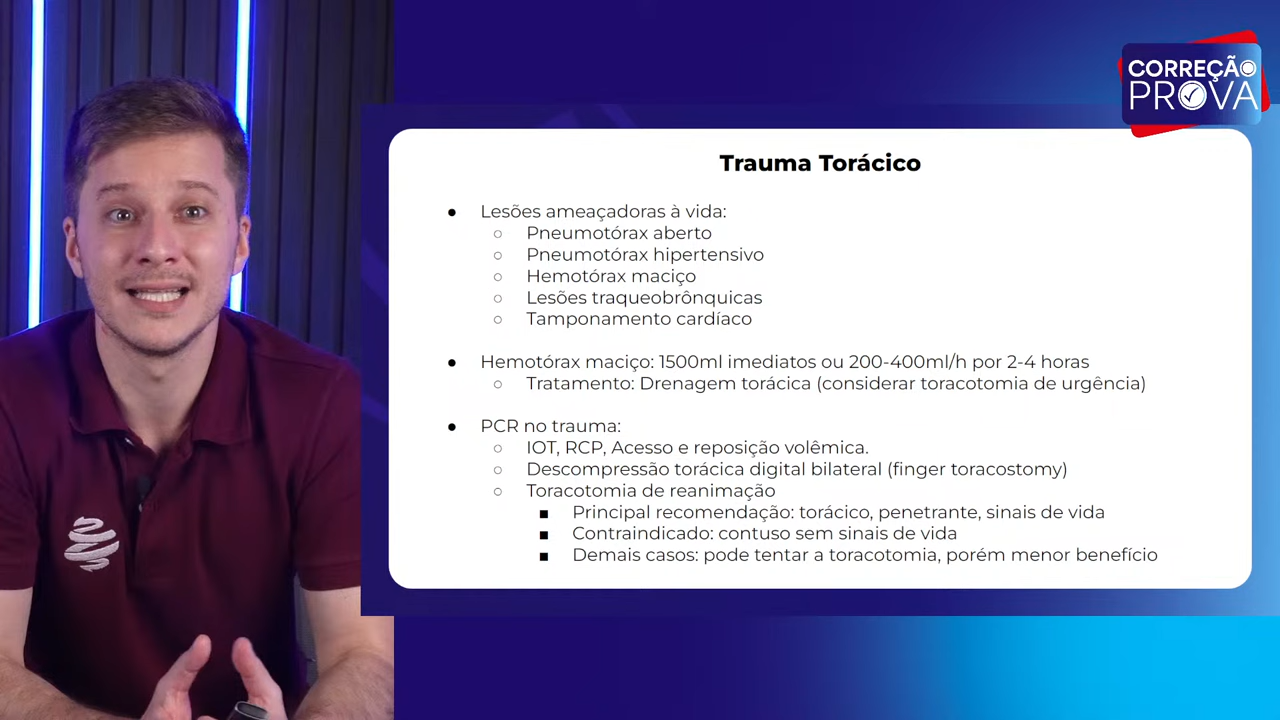 CORREÇÃO
PROVA
Trauma Torácico
● Lesões ameaçadoras à vida:
○ Pneumotórax aberto
○ Pneumotórax hipertensivo
○ Hemotórax maciço
○ Lesões traqueobrônquicas
○ Tamponamento cardíaco
● Hemotórax maciço: 1500ml imediatos ou 200-400ml/h por 2-4 horas
○ Tratamento: Drenagem torácica (considerar toracotomia de urgência)
● PCR no trauma:
○ IOT, RCP, Acesso e reposição volêmica.
○ Descompressão torácica digital bilateral (finger toracostomy)
○ Toracotomia de reanimação
■ Principal recomendação: torácico, penetrante, sinais de vida
■ Contraindicado: contuso sem sinais de vida
■ Demais casos: pode tentar a toracotomia, porém menor benefício